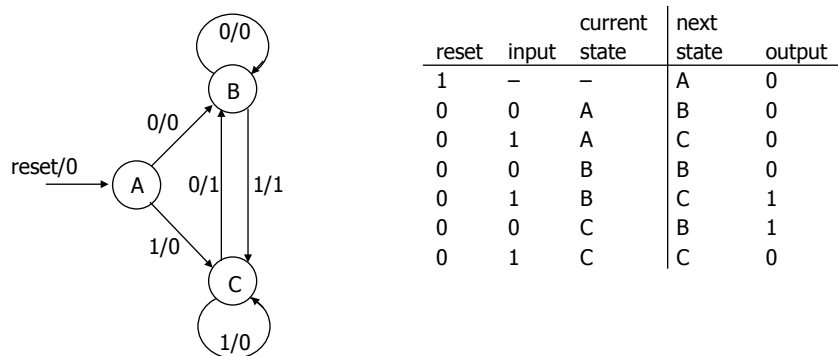 0/0
B
0/0
reset/0
A
0/1
1/1
1/0
C
1/0
current next
reset input state state output
1 – – A 0
0 0 A B 0
0 1 A C 0
0 0 B B 0
0 1 B C 1
0 0 C B 1
0 1 C C 0